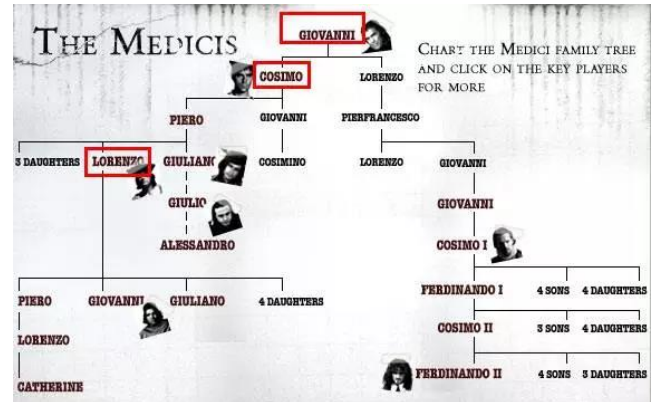 THE MEDICIS
GIOVANNI
CHART THE MEDICI FAMILY TREE
AND CLICK ON THE KEY PLAYERS
FOR MORE
COSIMO LORENZO
PIERO GIOVANNI PIERFRANCESCO
3 DAUGHTERS LORENZO GIULIANO COSIMINO LORENZO GIOVANNI
GIULIO GIOVANNI
ALESSANDRO COSIMO I
FERDINANDO I 4 SONS 4 DAUGHTERS
PIERO GIOVANNI GIULIANO 4 DAUGHTERS
COSIMO II 3 SONS 4 DAUGHTERS
LORENZO
FERDINANDO II 4 SONS 3 DAUGHTERS
CATHERINE